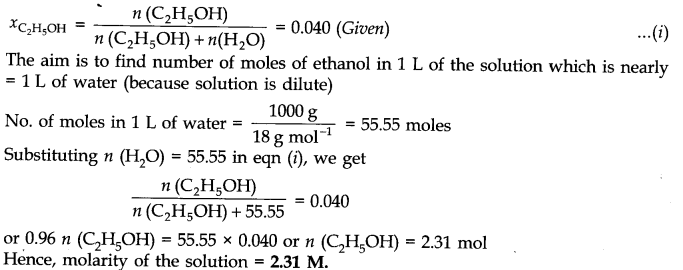 x_{C₂H₅OH} = n (C₂H₅OH) / n (C₂H₅OH) + n(H₂O) = 0.040 (Given) ...(i)
The aim is to find number of moles of ethanol in 1 L of the solution which is nearly
= 1 L of water (because solution is dilute)
No. of moles in 1 L of water = 1000 g / 18 g mol⁻¹ = 55.55 moles
Substituting n (H₂O) = 55.55 in eqn (i), we get
n (C₂H₅OH) / n (C₂H₅OH) + 55.55 = 0.040
or 0.96 n (C₂H₅OH) = 55.55 × 0.040 or n (C₂H₅OH) = 2.31 mol
Hence, molarity of the solution = 2.31 M.